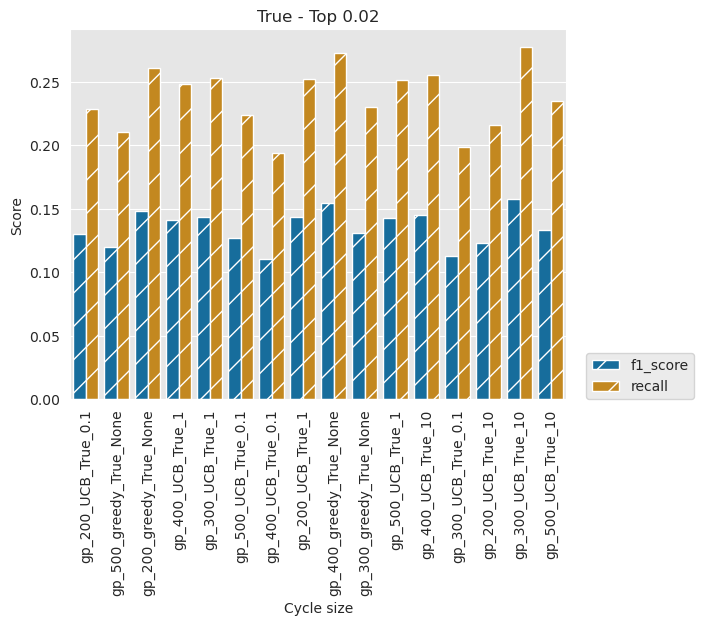 True - Top 0.02
Score
0.25
0.20
0.15
0.10
0.05
0.00
gp_200_UCB_True_0.1
gp_500_greedy_True_None
gp_200_greedy_True_None
gp_400_UCB_True_1
gp_300_UCB_True_1
gp_500_UCB_True_0.1
gp_400_UCB_True_0.1
gp_200_UCB_True_1
gp_400_greedy_True_None
gp_300_greedy_True_None
gp_500_UCB_True_1
gp_400_UCB_True_10
gp_300_UCB_True_0.1
gp_200_UCB_True_10
gp_300_UCB_True_10
gp_500_UCB_True_10
Cycle size
f1_score
recall